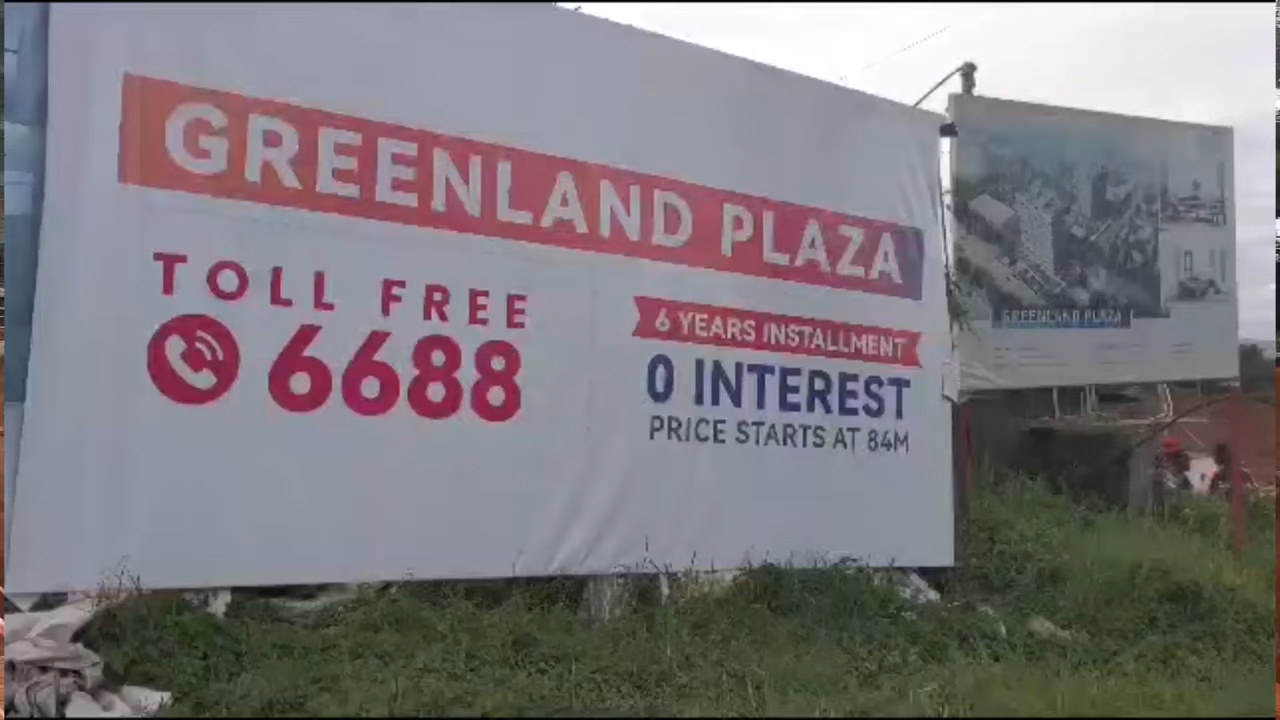 GREENLAND PLAZA
TOLL FREE
6688
6 YEARS INSTALLMENT
0 INTEREST
PRICE STARTS AT 84M
GREENLAND PLAZA